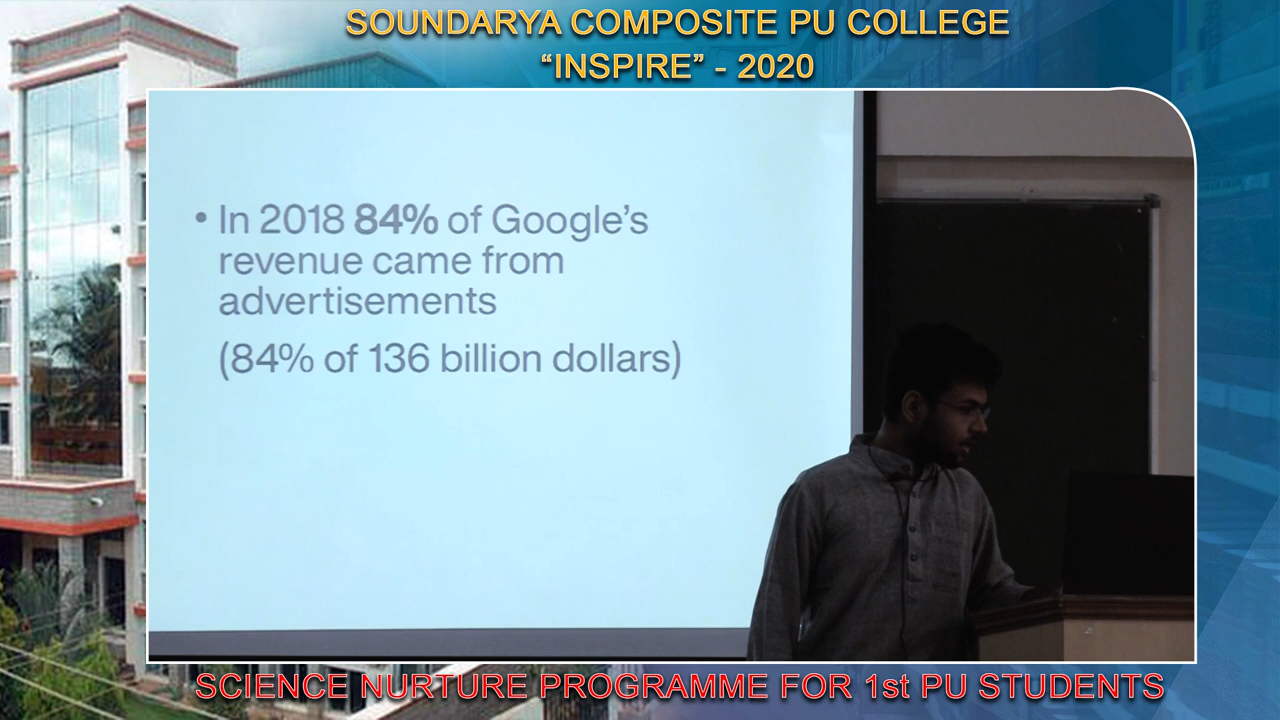 SOUNDARYA COMPOSITE PU COLLEGE
“INSPIRE” - 2020
• In 2018 84% of Google’s
revenue came from
advertisements
(84% of 136 billion dollars)
SCIENCE NURTURE PROGRAMME FOR 1st PU STUDENTS